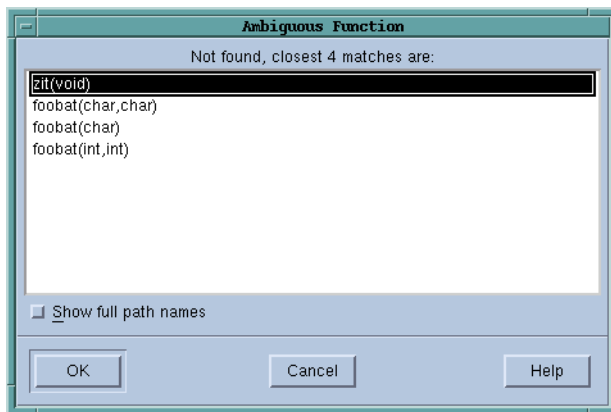 Ambiguous Function
Not found, closest 4 matches are:
zit(void)
foobat(char,char)
foobat(char)
foobat(int,int)
Show full path names
OK Cancel Help